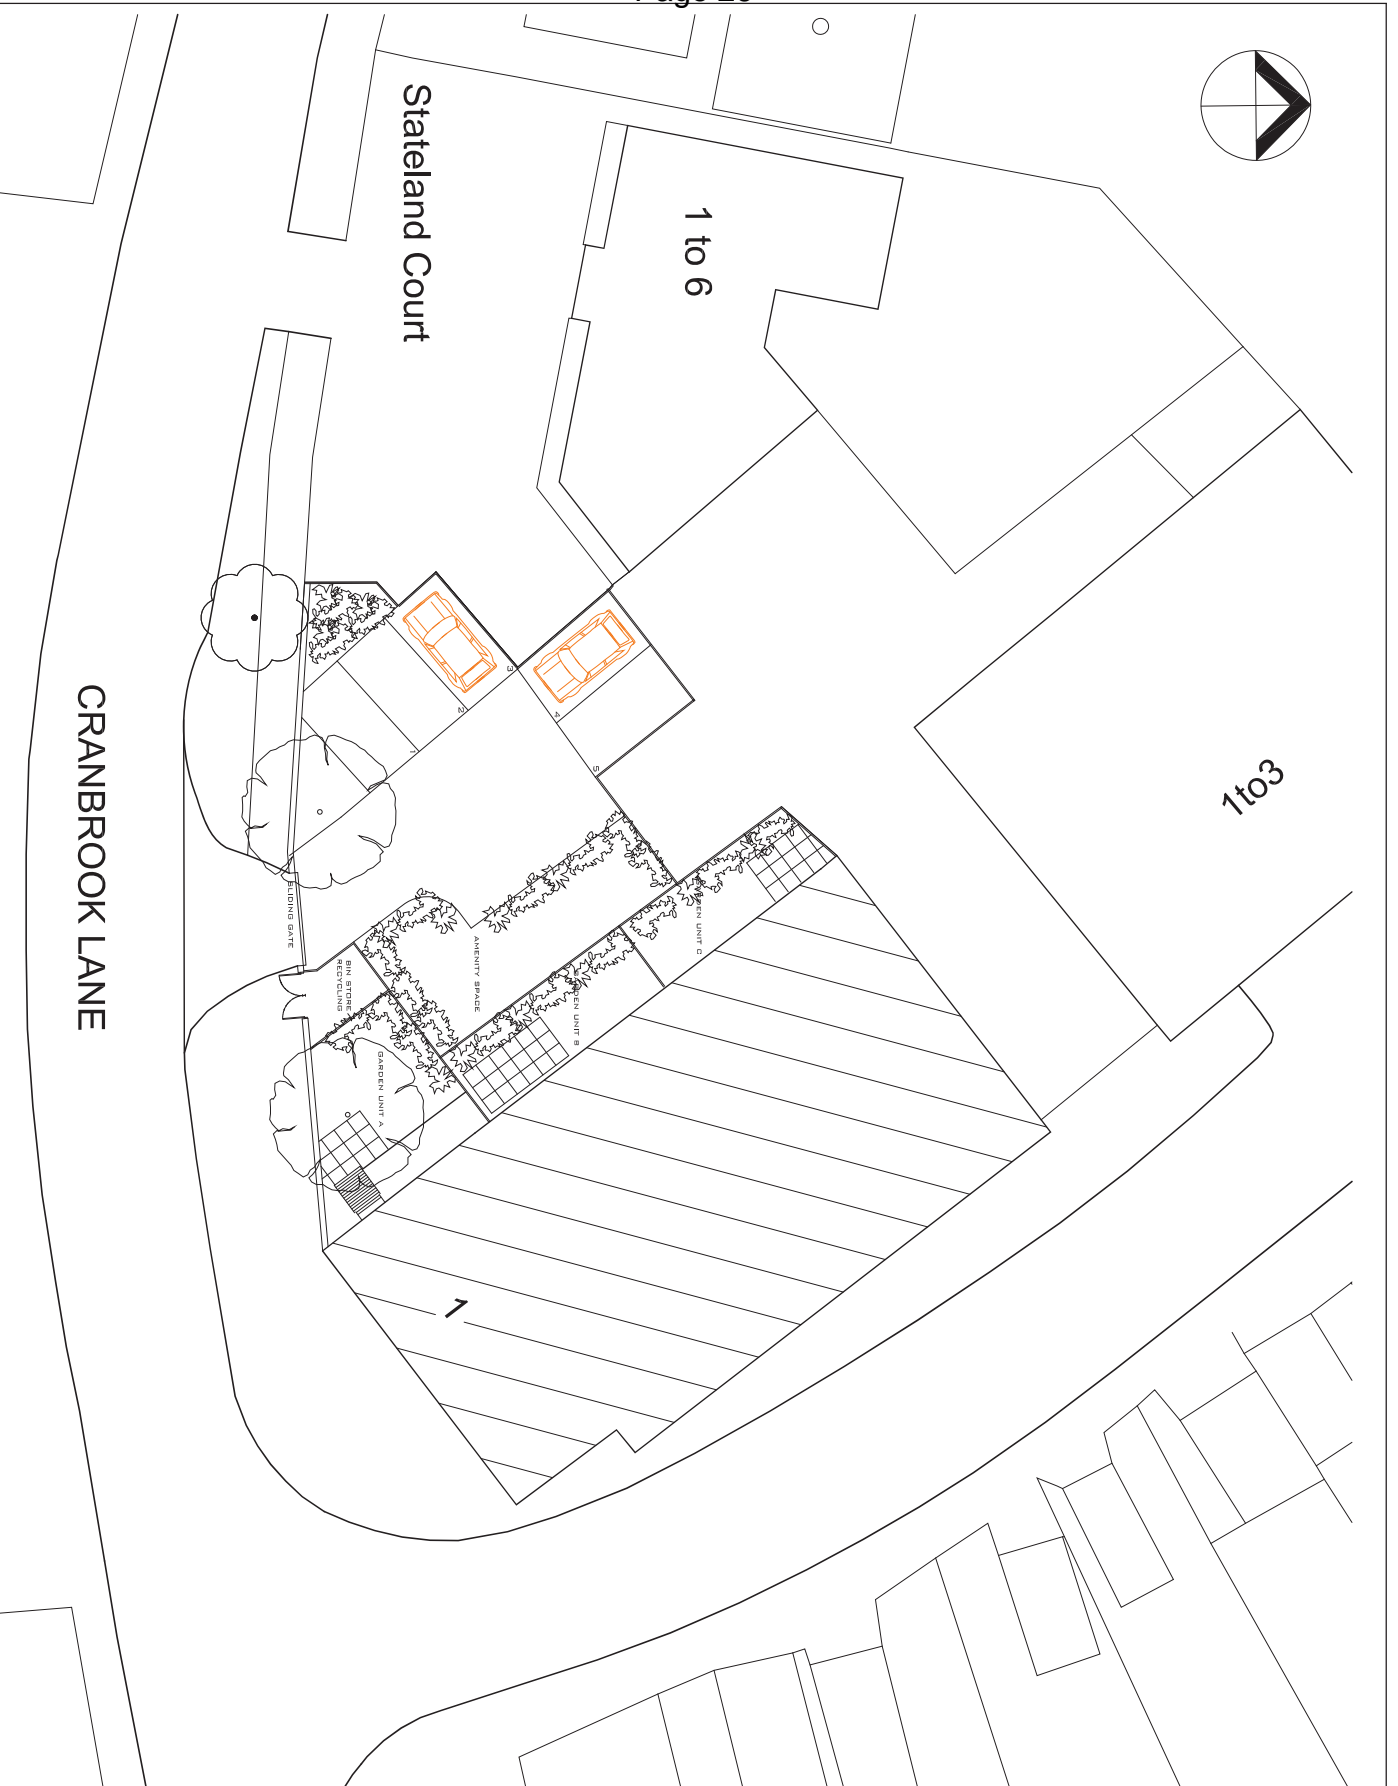 Stateland Court
1 to 6
1to3
3
2
4
1
5
CRANBROOK LANE
SLIDING GATE
BIN STORE
RECYCLING
AMENITY SPACE
GARDEN UNIT A
UNIT B
UNIT C
1